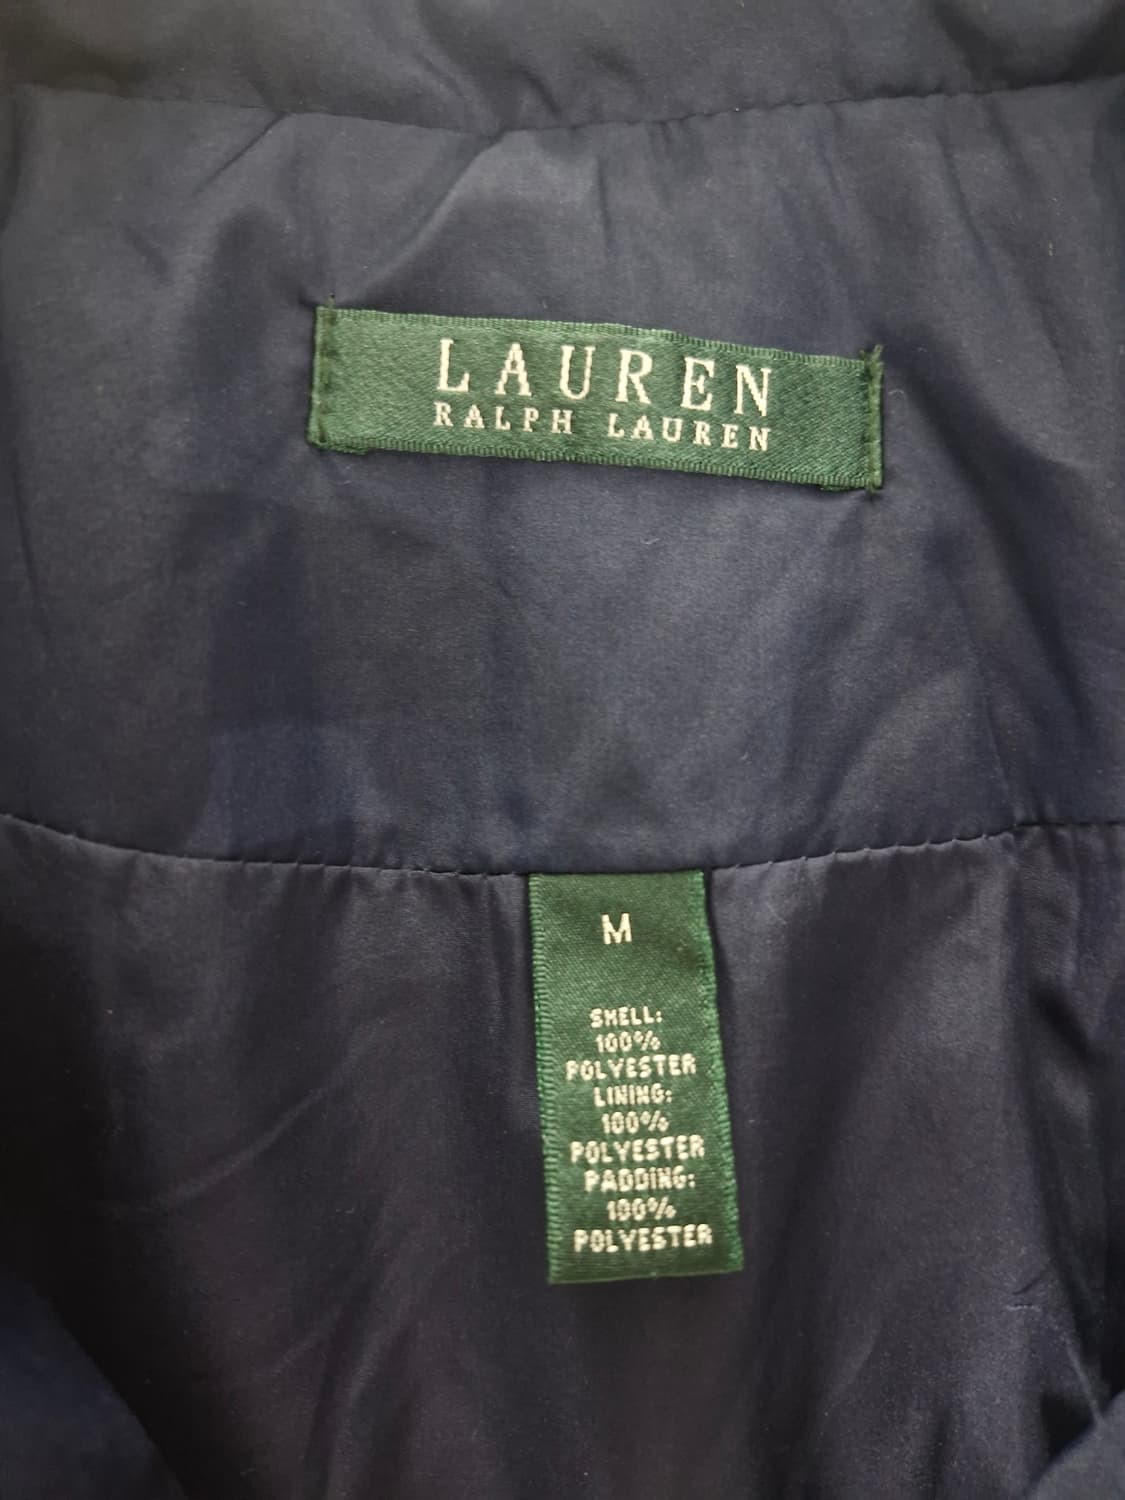 LAUREN
RALPH LAUREN
M
SHELL:
100%
POLYESTER
LINING:
100%
POLYESTER
PADDING:
100%
POLYESTER